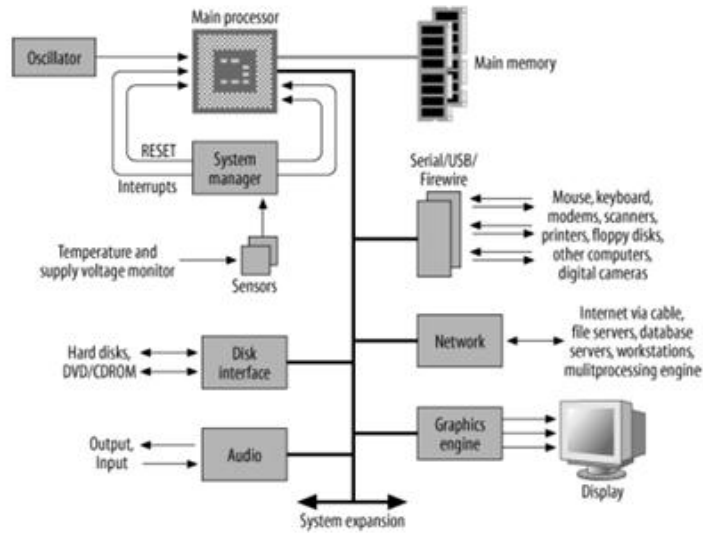 Main processor
Oscillator
Main memory
RESET
Interrupts
System
manager
Serial/USB/
Firewire
Mouse, keyboard,
modems, scanners,
printers, floppy disks,
other computers,
digital cameras
Temperature and
supply voltage monitor
Sensors
Hard disks,
DVD/CDROM
Disk
interface
Network
Internet via cable,
file servers, database
servers, workstations,
mulitprocessing engine
Output,
Input
Audio
Graphics
engine
Display
System expansion